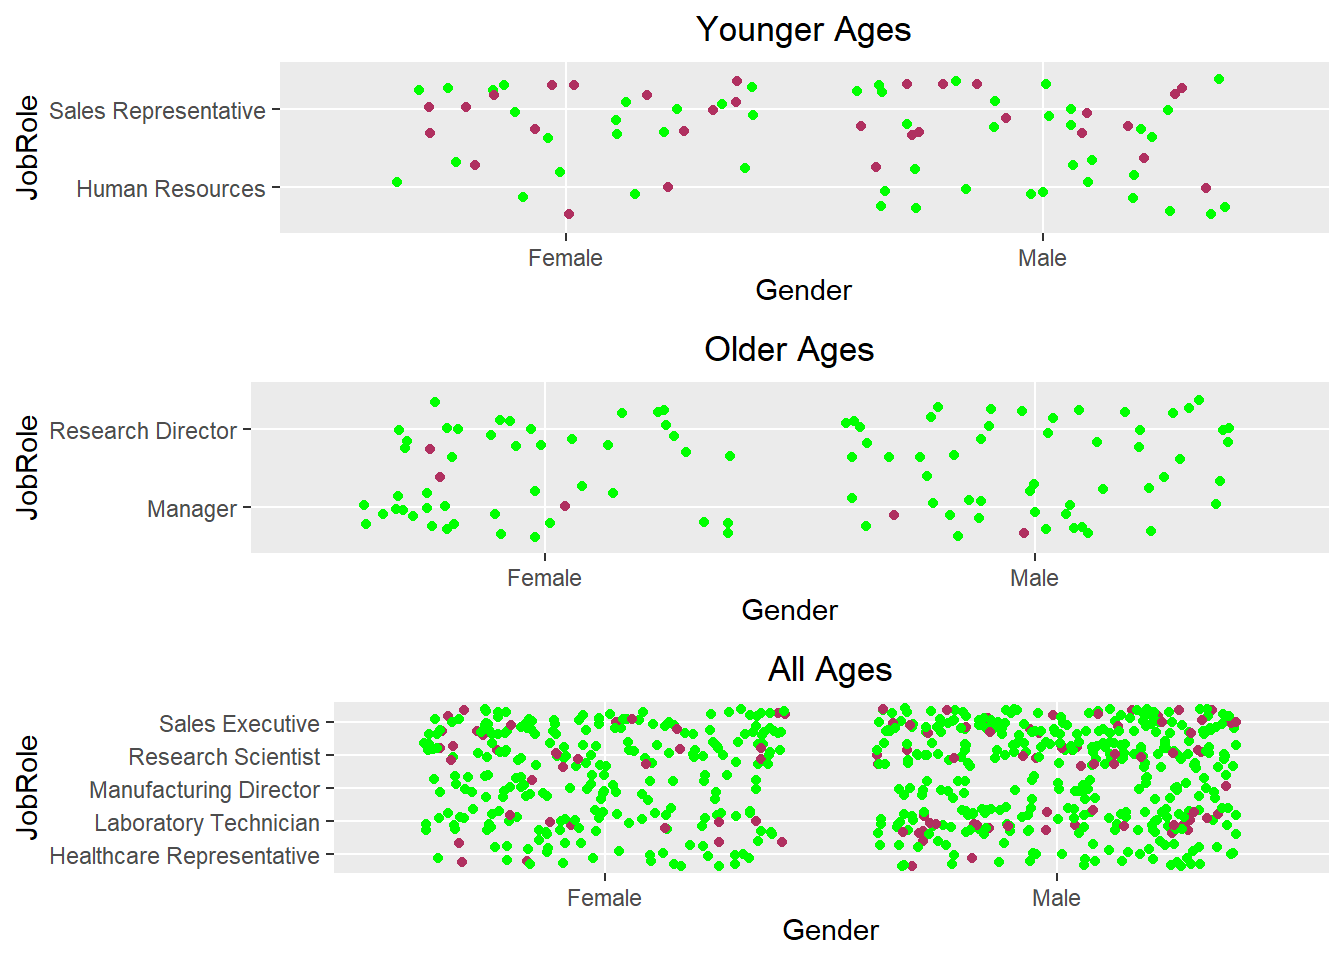 Younger Ages
JobRole
Sales Representative
Human Resources
Female
Male
Gender
Older Ages
JobRole
Research Director
Manager
Female
Male
Gender
All Ages
JobRole
Sales Executive
Research Scientist
Manufacturing Director
Laboratory Technician
Healthcare Representative
Female
Male
Gender